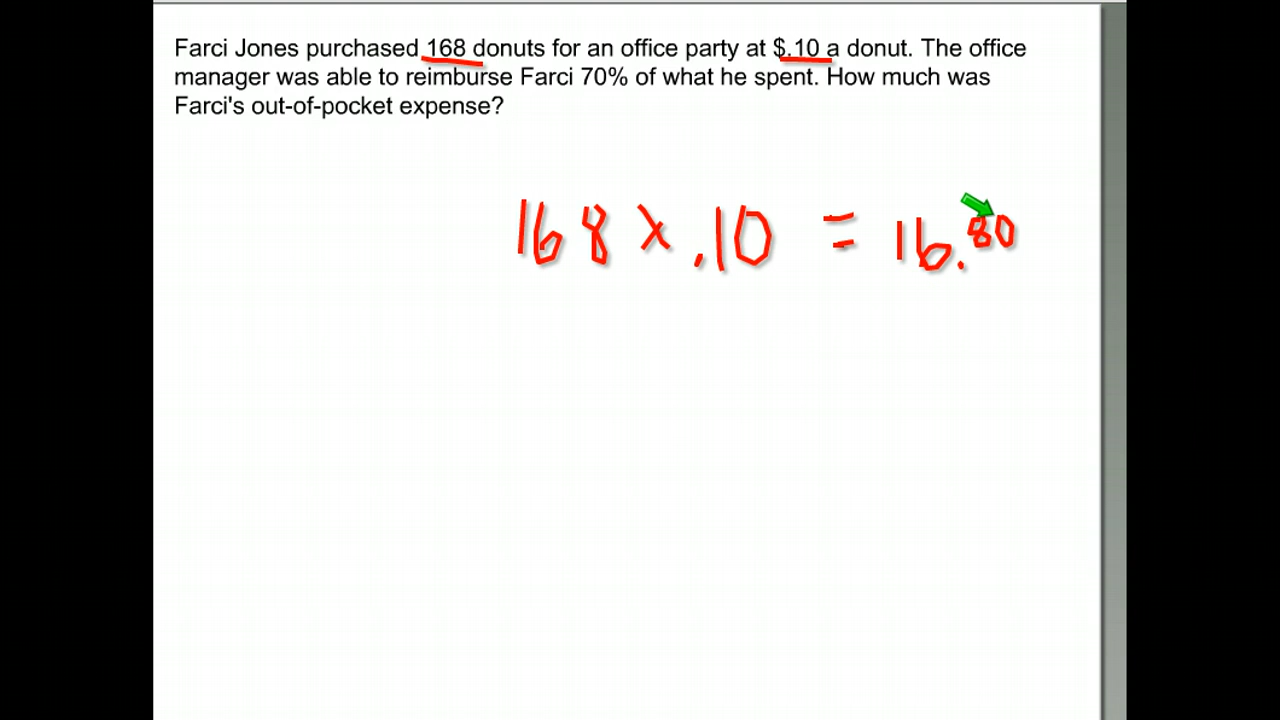 Farci Jones purchased 168 donuts for an office party at $.10 a donut. The office
manager was able to reimburse Farci 70% of what he spent. How much was
Farci's out-of-pocket expense?
168 x .10 = 16.80